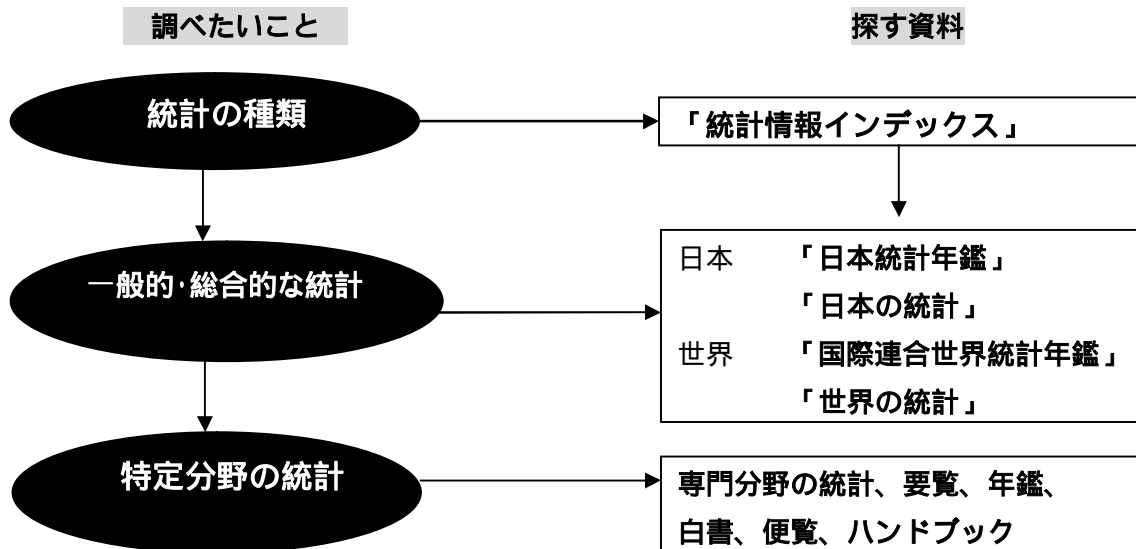 調べたいこと
探す資料
統計の種類
「統計情報インデックス」
一般的・総合的な統計
日本 「日本統計年鑑」
「日本の統計」
世界 「国際連合世界統計年鑑」
「世界の統計」
特定分野の統計
専門分野の統計、要覧、年鑑、
白書、便覧、ハンドブック